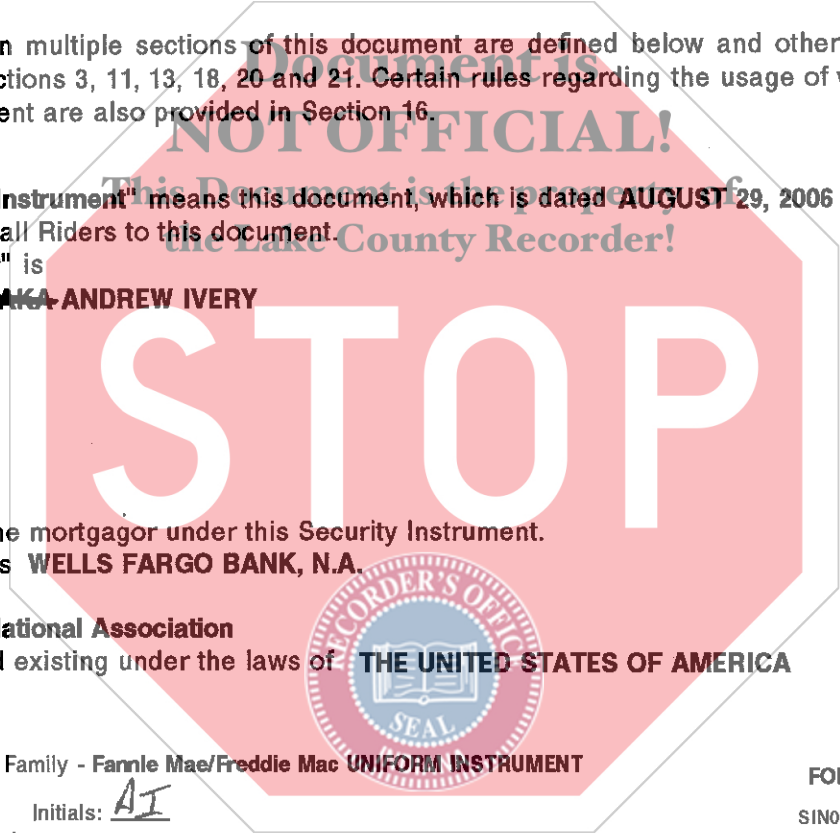 n multiple sections of this document are defined below and other
ctions 3, 11, 13, 18, 20 and 21. Certain rules regarding the usage of
ent are also provided in Section 16.
Document is
NOT OFFICIAL!
This Document is the property of
the Lake County Recorder!
Instrument" means this document, which is dated AUGUST 29, 2006
all Riders to this document.
" is
AKA ANDREW IVERY
STOP
e mortgagor under this Security Instrument.
s WELLS FARGO BANK, N.A.
ational Association
d existing under the laws of THE UNITED STATES OF AMERICA
RECORDER'S OFFICE
SEAL
INDIANA
Family - Fannie Mae/Freddie Mac UNIFORM INSTRUMENT
FO
Initials: AI
SIN0